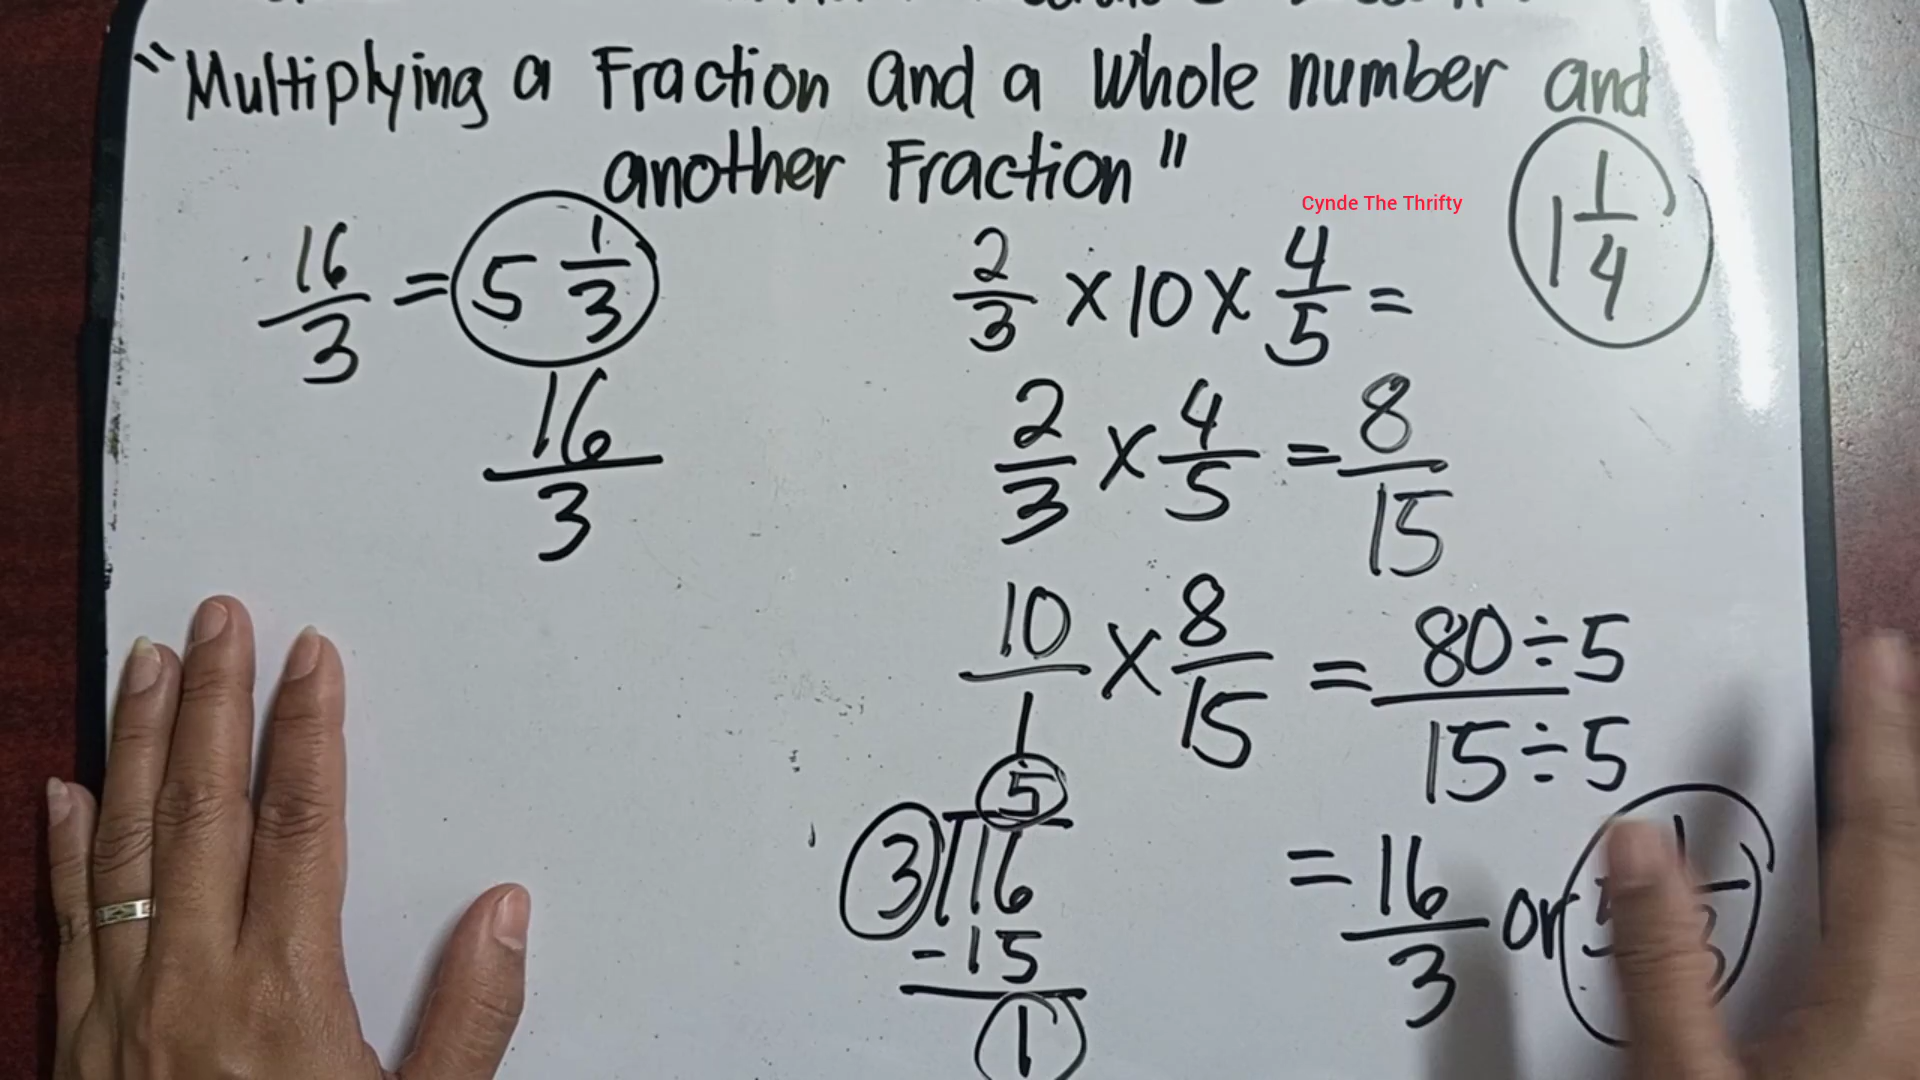 "Multiplying a Fraction and a Whole number and
another Fraction"
Cynde The Thrifty
1 1/4
16/3 = 5 1/3
16/3
2/3 x 10 x 4/5 =
2/3 x 4/5 = 8/15
10/1 x 8/15 = 80÷5/15÷5
= 16/3 or
5
3 16
-15
1